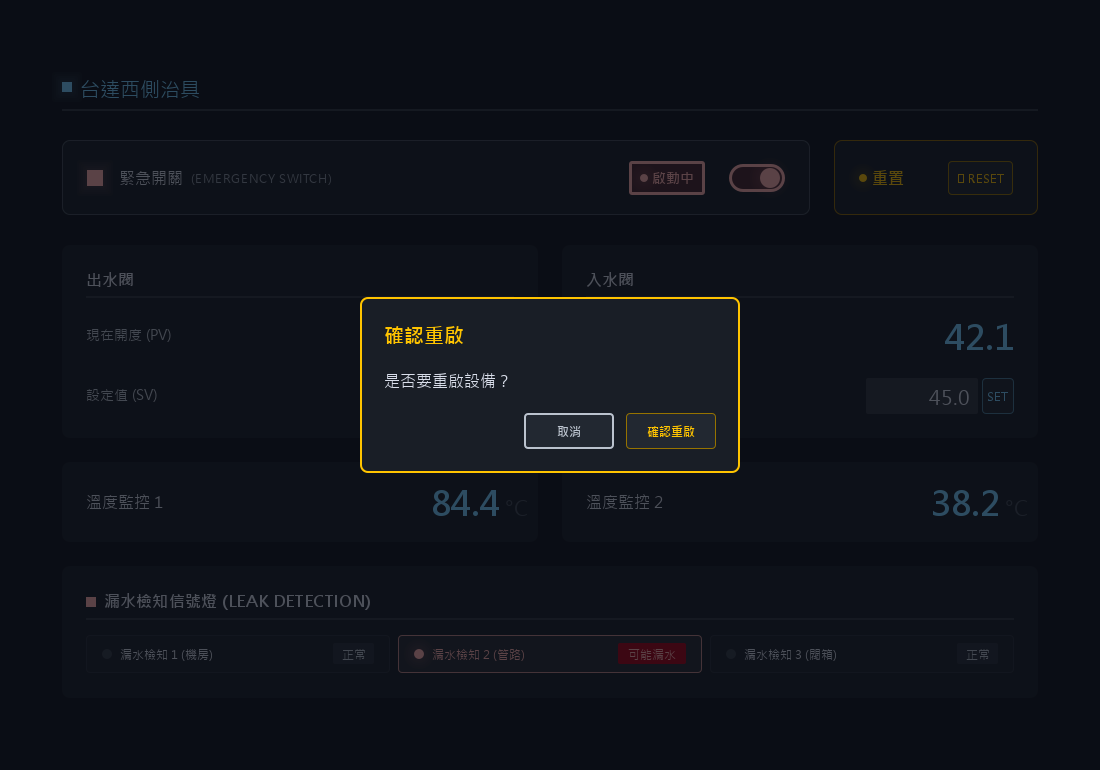 台達西側治具
緊急開關 (EMERGENCY SWITCH)
啟動中
重置
RESET
出水閥
入水閥
現在開度 (PV)
42.1
設定值 (SV)
45.0 SET
確認重啟
是否要重啟設備？
取消
確認重啟
溫度監控 1
84.4 °C
溫度監控 2
38.2 °C
漏水檢知信號燈 (LEAK DETECTION)
漏水檢知 1 (機房)
正常
漏水檢知 2 (管路)
可能漏水
漏水檢知 3 (閥箱)
正常